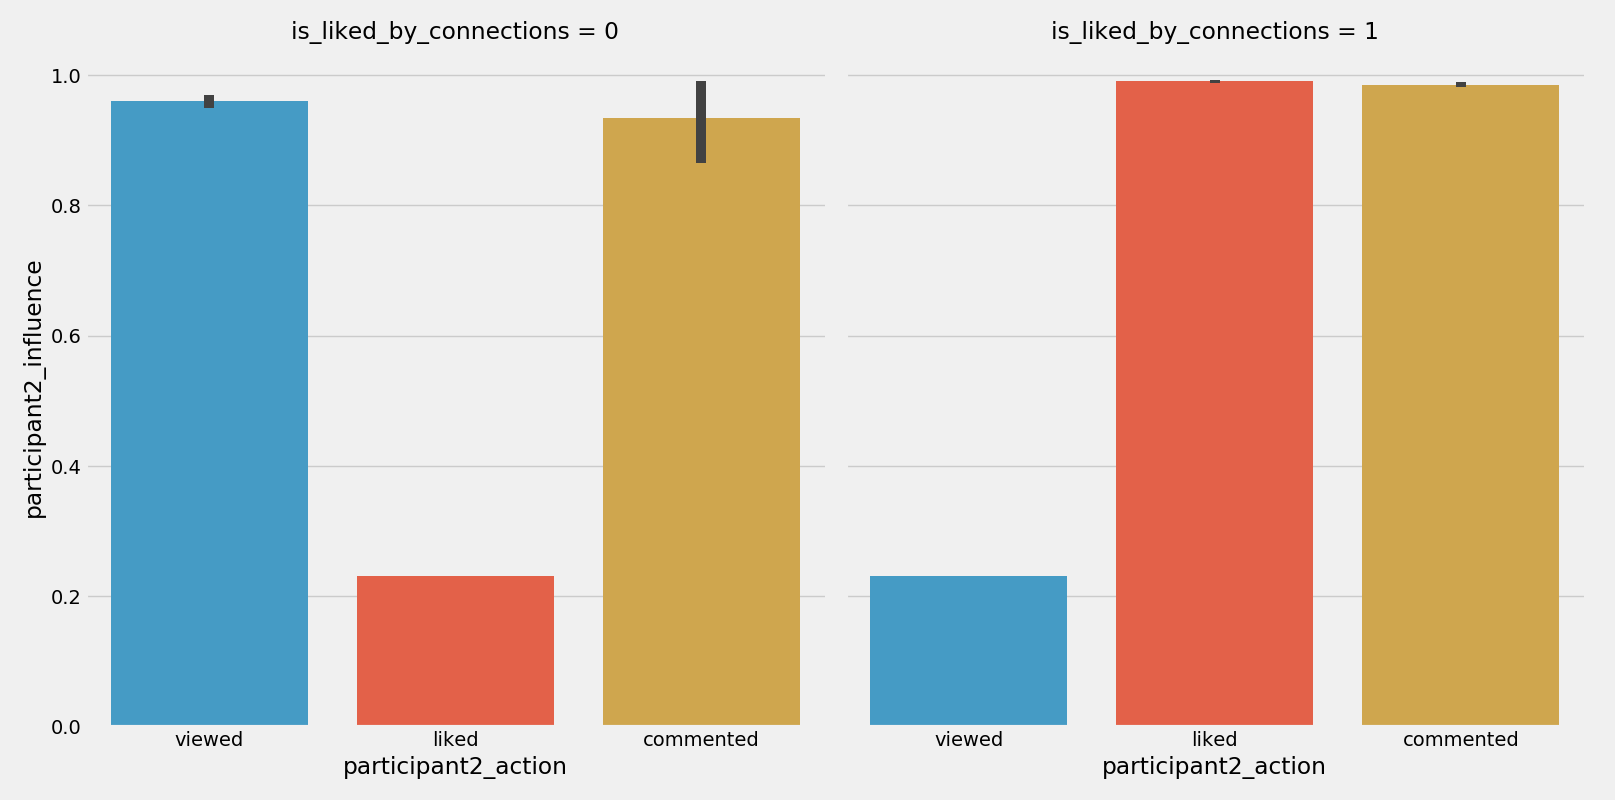 is_liked_by_connections = 0
is_liked_by_connections = 1
participant2_influence
1.0
0.8
0.6
0.4
0.2
0.0
viewed
liked
commented
viewed
liked
commented
participant2_action
participant2_action